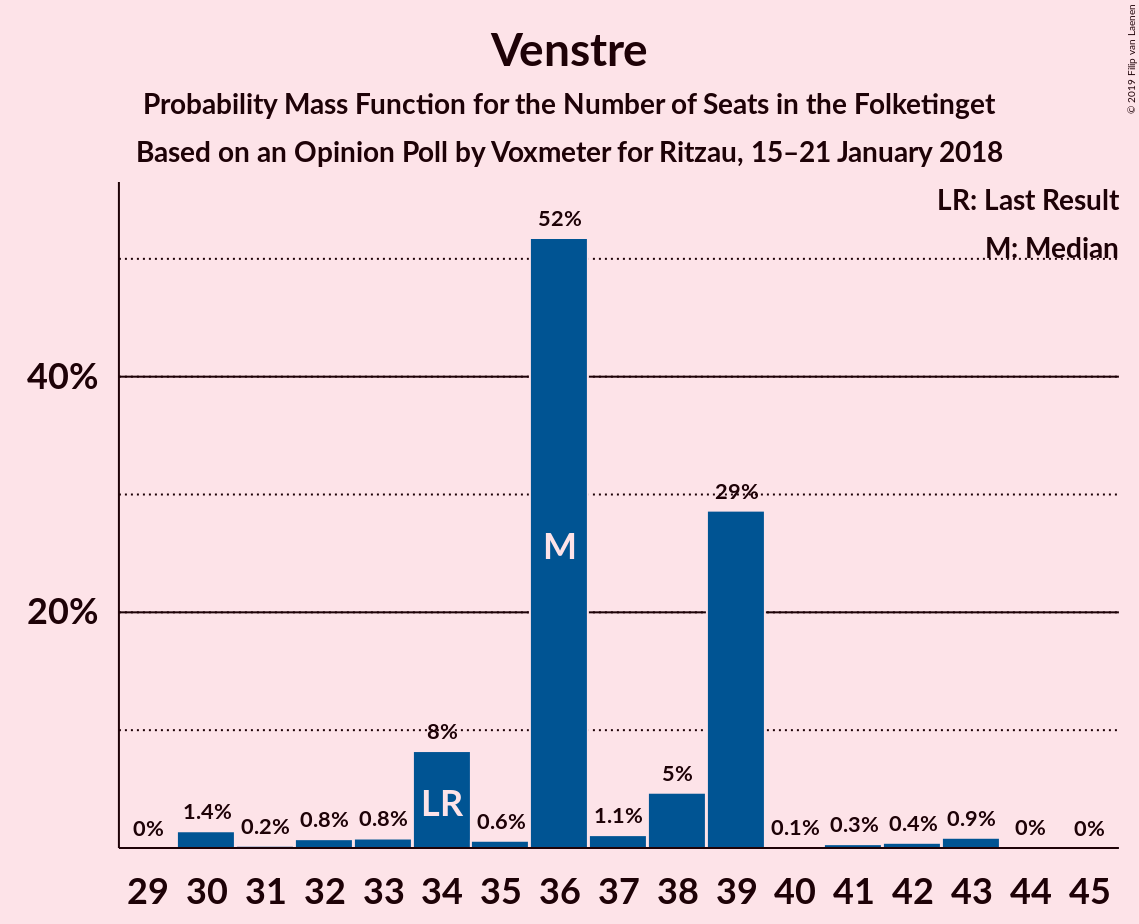 Venstre
Probability Mass Function for the Number of Seats in the Folketinget
Based on an Opinion Poll by Voxmeter for Ritzau, 15–21 January 2018
© 2019 Filip van Laenen
LR: Last Result
M: Median
40%
20%
0%
1.4%
0.2%
0.8%
0.8%
8%
LR
0.6%
52%
M
1.1%
5%
29%
0.1%
0.3%
0.4%
0.9%
0%
0%
29 30 31 32 33 34 35 36 37 38 39 40 41 42 43 44 45